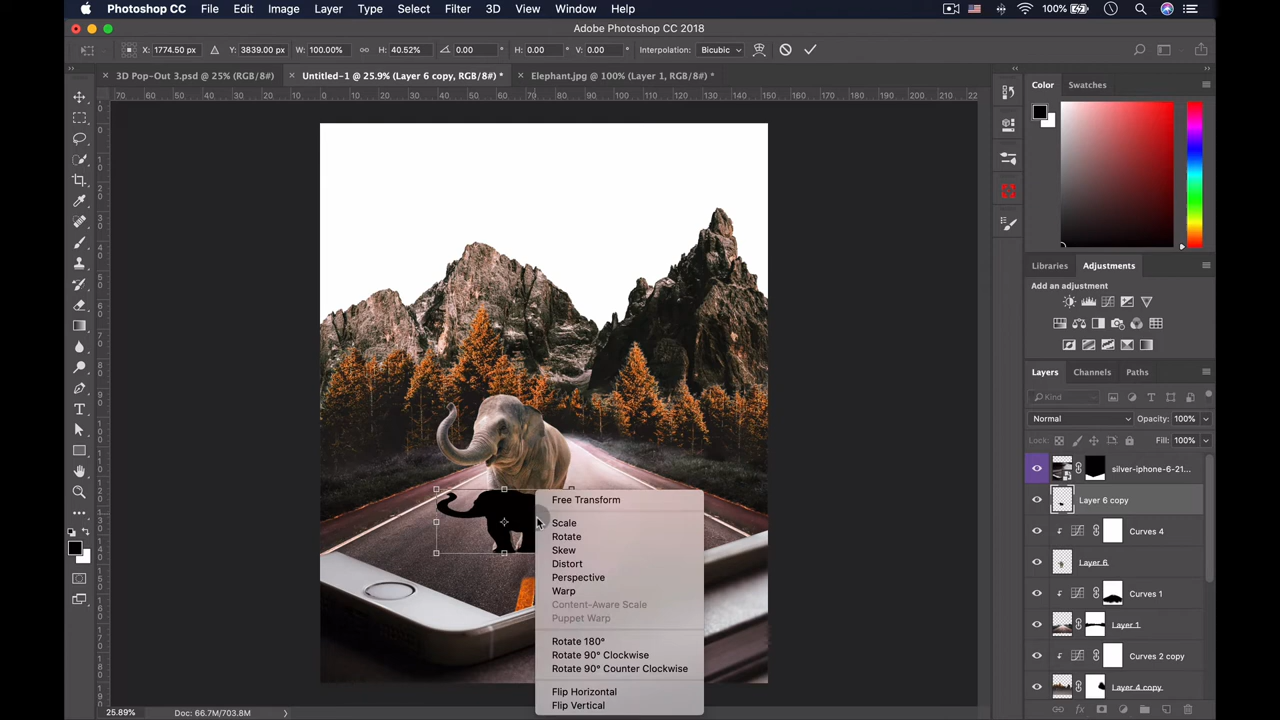 Photoshop CC File Edit Image Layer Type Select Filter 3D View Window Help 100%
Adobe Photoshop CC 2018
X: 1774.50 px Y: 3839.00 px W: 100.00% H: 40.52% 0.00 ° H: 0.00 ° V: 0.00 ° Interpolation: Bicubic
3D Pop-Out 3.psd @ 25% (RGB/8#) Untitled-1 @ 25.9% (Layer 6 copy, RGB/8#) * Elephant.jpg @ 100% (Layer 1, RGB/8#) *
Color Swatches
Libraries Adjustments
Add an adjustment
Layers Channels Paths
Kind
Normal Opacity: 100%
Lock: Fill: 100%
silver-iphone-6-21...
Layer 6 copy
Curves 4
Layer 6
Curves 1
Layer 1
Curves 2 copy
Layer 4 copy
Free Transform
Scale
Rotate
Skew
Distort
Perspective
Warp
Content-Aware Scale
Puppet Warp
Rotate 180°
Rotate 90° Clockwise
Rotate 90° Counter Clockwise
Flip Horizontal
Flip Vertical
25.89% Doc: 66.7M/703.8M